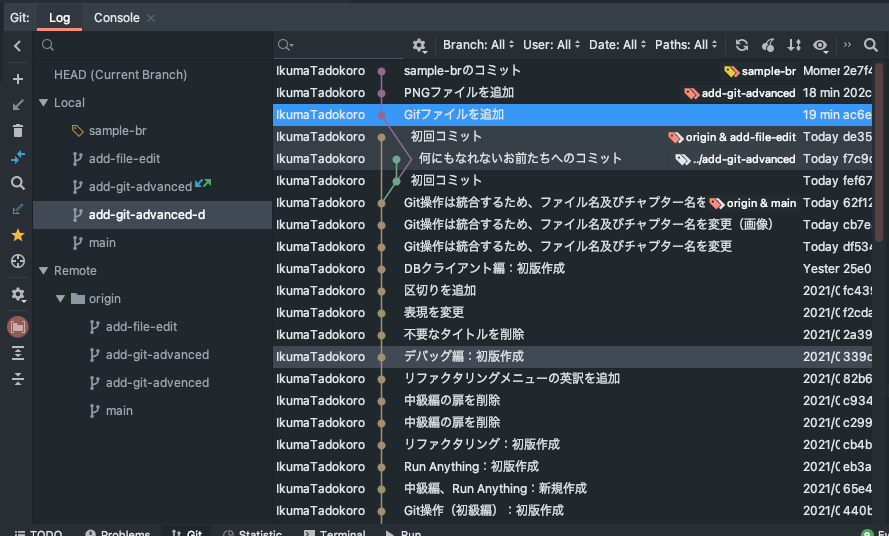 Git: Log Console
Branch: All User: All Date: All Paths: All
HEAD (Current Branch)
Local
sample-br
add-file-edit
add-git-advanced
add-git-advanced-d
main
Remote
origin
add-file-edit
add-git-advanced
add-git-advenced
main
IkumaTadokoro sample-brのコミット sample-br Momen 2e7f4
IkumaTadokoro PNGファイルを追加 add-git-advanced 18 min 202c
IkumaTadokoro Gifファイルを追加 19 min ac6e
IkumaTadokoro 初回コミット origin & add-file-edit Today de35
IkumaTadokoro 何にもなれないお前たちへのコミット ../add-git-advanced Today f7c9c
IkumaTadokoro 初回コミット Today fef67
IkumaTadokoro Git操作は統合するため、ファイル名及びチャプター名を origin & main Today 62f12
IkumaTadokoro Git操作は統合するため、ファイル名及びチャプター名を変更（画像） Today cb7e
IkumaTadokoro Git操作は統合するため、ファイル名及びチャプター名を変更 Today df534
IkumaTadokoro DBクライアント編：初版作成 Yester 25e0
IkumaTadokoro 区切りを追加 2021/0 fc439
IkumaTadokoro 表現を変更 2021/0 f2cda
IkumaTadokoro 不要なタイトルを削除 2021/0 2a39
IkumaTadokoro デバッグ編：初版作成 2021/0 339c
IkumaTadokoro リファクタリングメニューの英訳を追加 2021/0 82b6
IkumaTadokoro 中級編の扉を削除 2021/0 c934
IkumaTadokoro 中級編の扉を削除 2021/0 c299
IkumaTadokoro リファクタリング：初版作成 2021/0 cb4b
IkumaTadokoro Run Anything：初版作成 2021/0 eb3a
IkumaTadokoro 中級編、Run Anything：新規作成 2021/0 65e4
IkumaTadokoro Git操作（初級編）：初版作成 2021/0 440b
TODO Problems Git Statistic Terminal Run